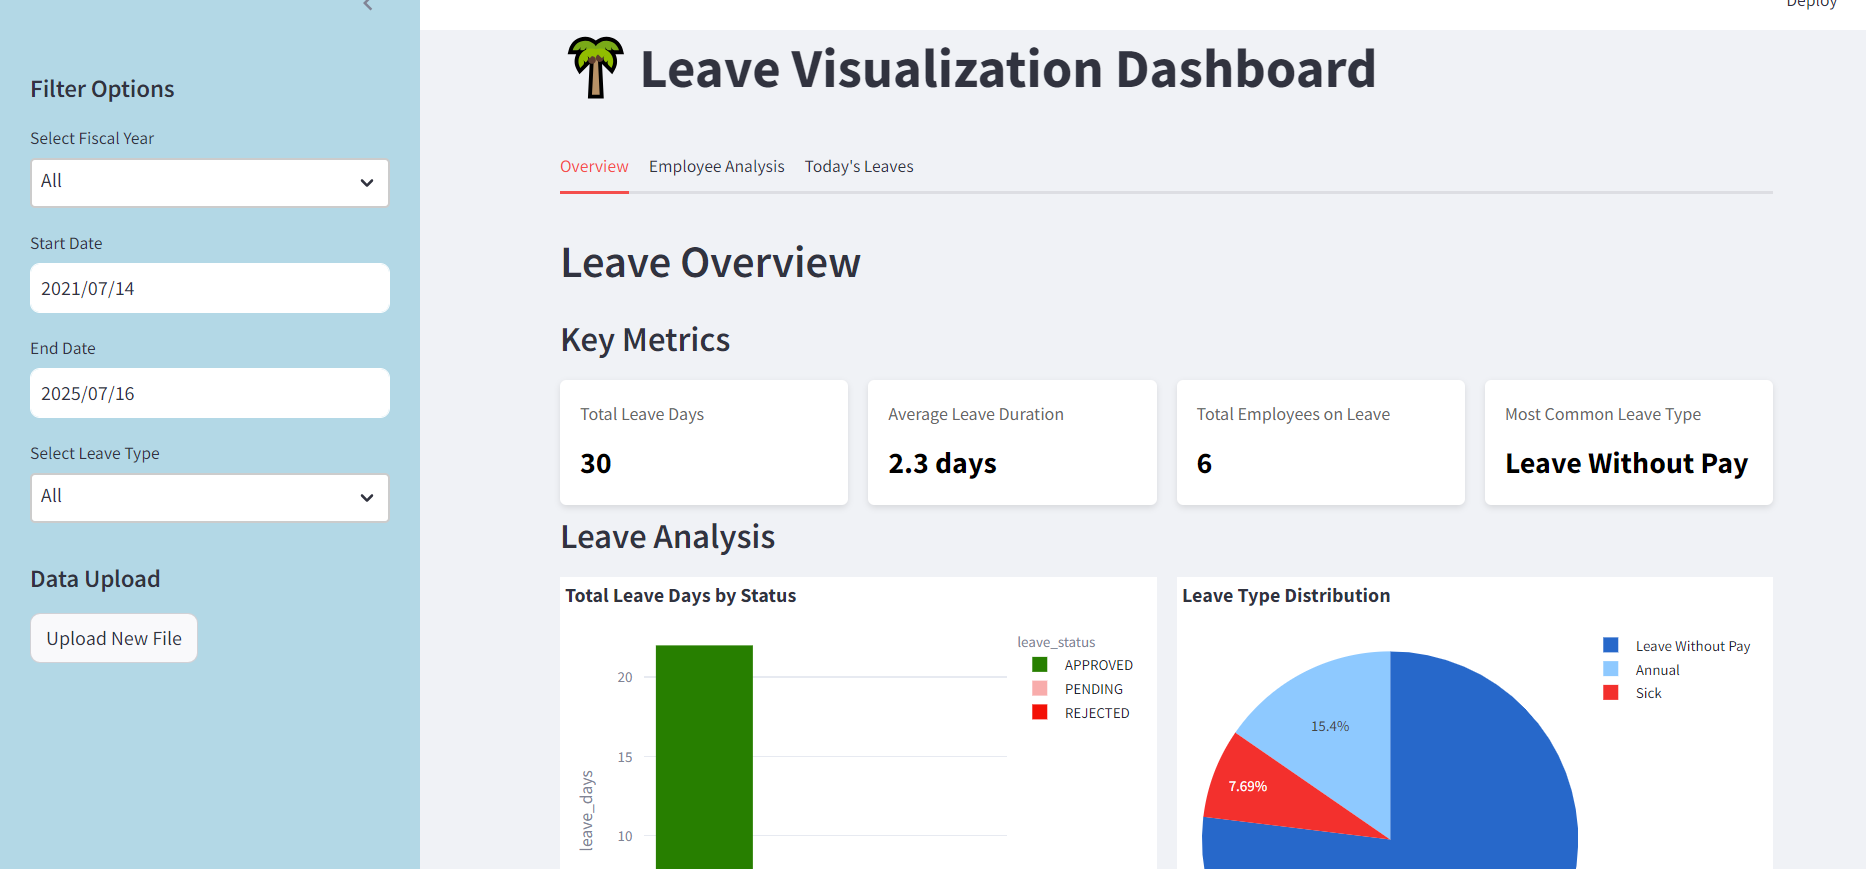 Deploy
Filter Options
Select Fiscal Year
All
Start Date
2021/07/14
End Date
2025/07/16
Select Leave Type
All
Data Upload
Upload New File
Leave Visualization Dashboard
Overview Employee Analysis Today's Leaves
Leave Overview
Key Metrics
Total Leave Days
30
Average Leave Duration
2.3 days
Total Employees on Leave
6
Most Common Leave Type
Leave Without Pay
Leave Analysis
Total Leave Days by Status
leave_status
APPROVED
PENDING
REJECTED
20
15
10
leave_days
Leave Type Distribution
Leave Without Pay
Annual
Sick
15.4%
7.69%